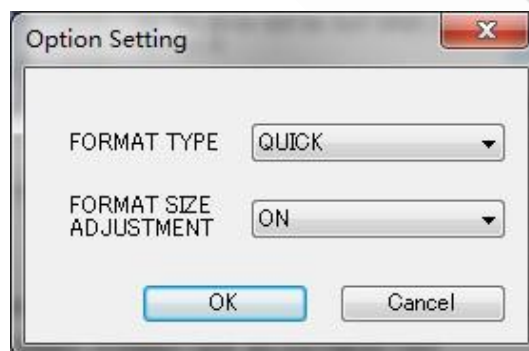 Option Setting
FORMAT TYPE QUICK
FORMAT SIZE
ADJUSTMENT ON
OK Cancel